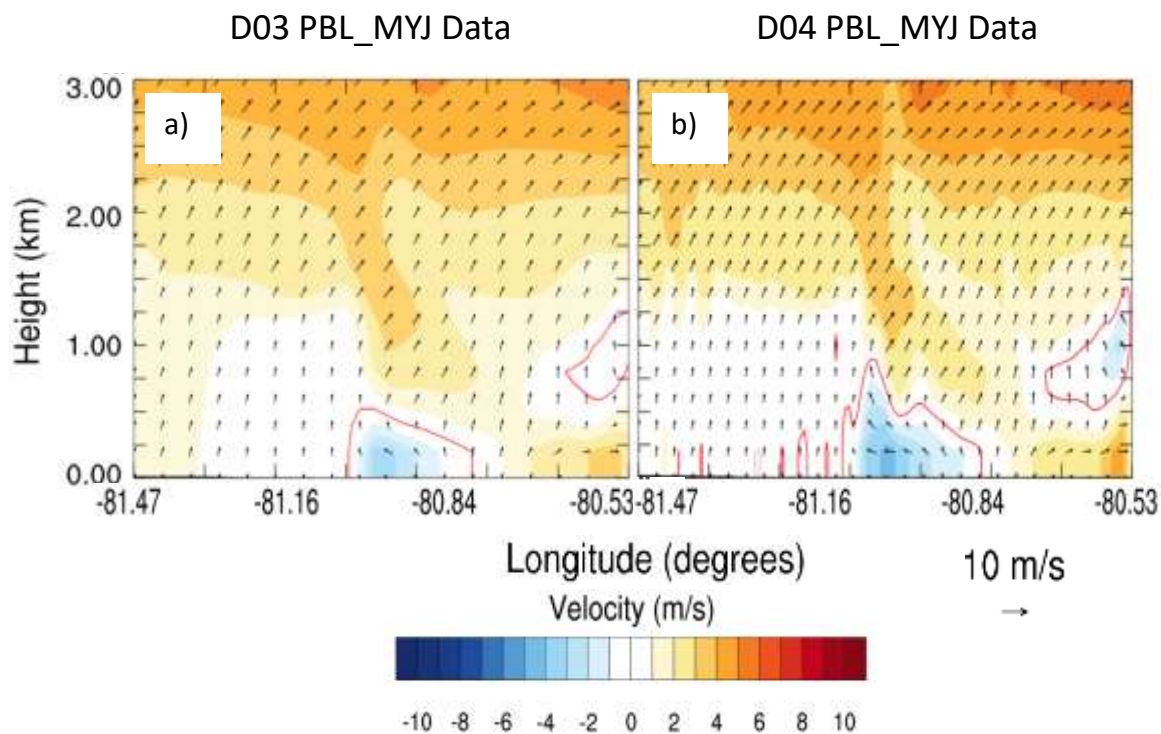 D03 PBL_MYJ Data
D04 PBL_MYJ Data
a)
b)
3.00
2.00
1.00
0.00
Height (km)
-81.47 -81.16 -80.84 -80.53
-81.47 -81.16 -80.84 -80.53
Longitude (degrees)
10 m/s
Velocity (m/s)
-10 -8 -6 -4 -2 0 2 4 6 8 10